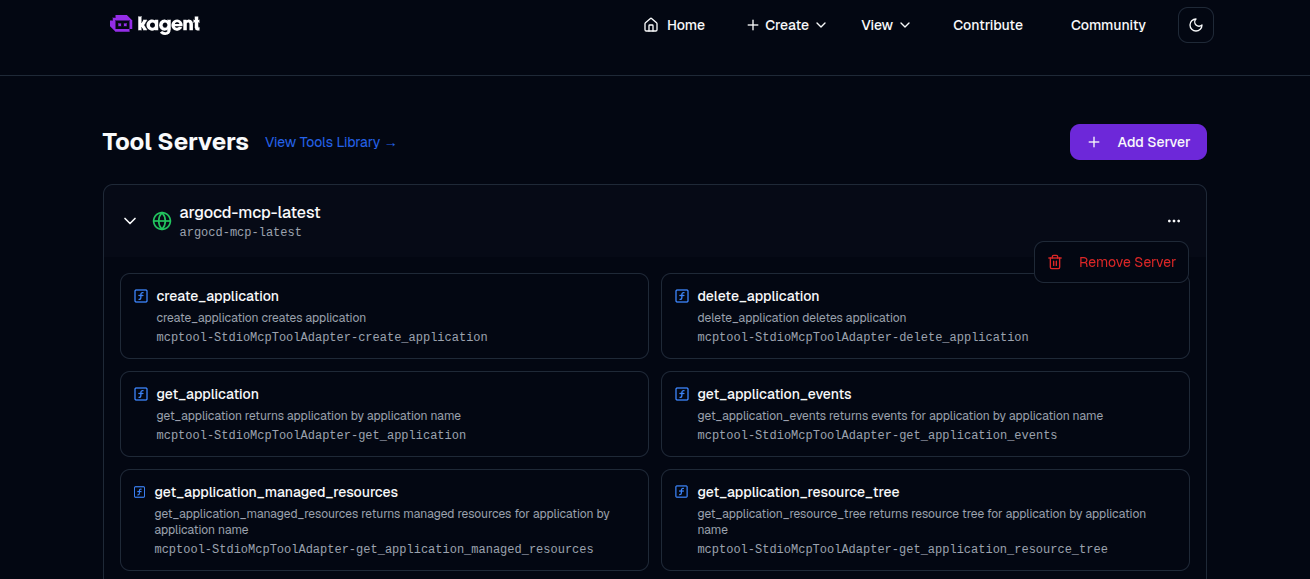 kagent
Home
Create
View
Contribute
Community
Tool Servers
View Tools Library →
+ Add Server
argocd-mcp-latest
argocd-mcp-latest
...
Remove Server
create_application
create_application creates application
mcptool-StdioMcpToolAdapter-create_application
delete_application
delete_application deletes application
mcptool-StdioMcpToolAdapter-delete_application
get_application
get_application returns application by application name
mcptool-StdioMcpToolAdapter-get_application
get_application_events
get_application_events returns events for application by application name
mcptool-StdioMcpToolAdapter-get_application_events
get_application_managed_resources
get_application_managed_resources returns managed resources for application by
application name
mcptool-StdioMcpToolAdapter-get_application_managed_resources
get_application_resource_tree
get_application_resource_tree returns resource tree for application by application
name
mcptool-StdioMcpToolAdapter-get_application_resource_tree